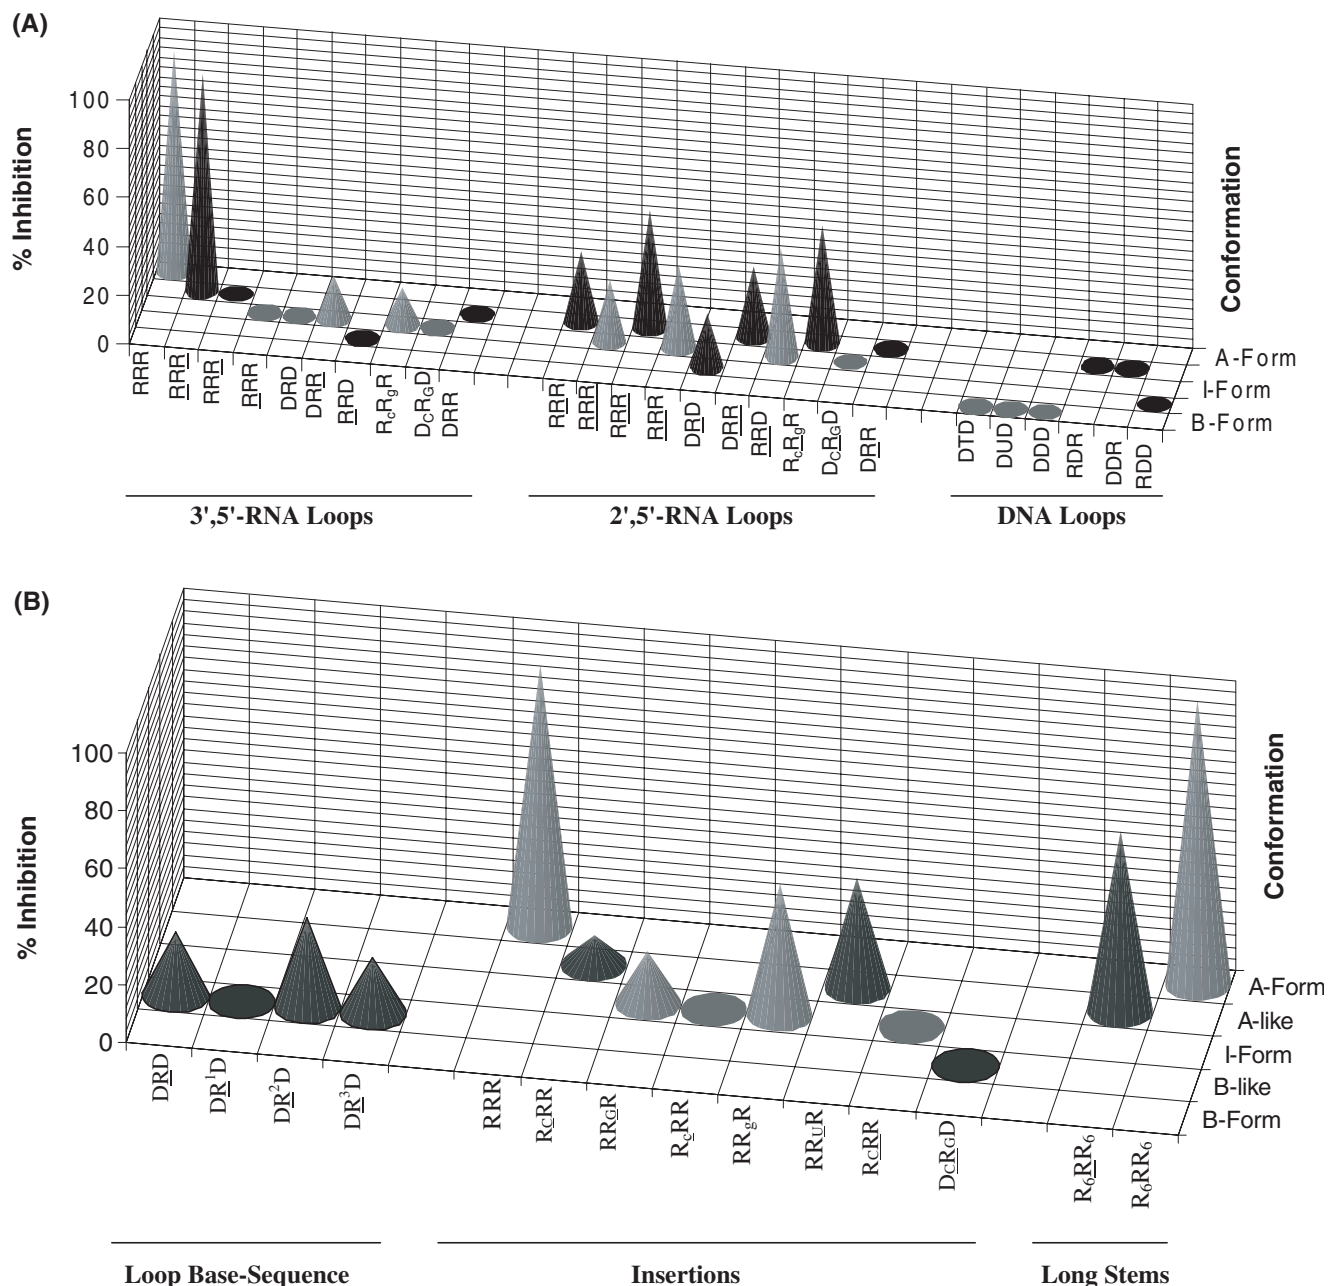 (A)
% Inhibition
100
80
60
40
20
0
Conformation
A-Form
I-Form
B-Form
RRR RRR RRR RRR DRD DRR RRD RcRgR DCRGD DRR
RRR RRR RRR RRR DRD DRR RRD RcRgR DCRGD DRR
DTD DUD DDD RDR DDR RDD
3',5'-RNA Loops
2',5'-RNA Loops
DNA Loops
(B)
% Inhibition
100
80
60
40
20
0
Conformation
A-Form
A-like
I-Form
B-like
B-Form
DRD DR¹D DR²D DR³D
RRR RCRR RRGR RcRR RRgR RRUR RCRR DCRGD
R₆RR₆ R₆RR₆
Loop Base-Sequence
Insertions
Long Stems